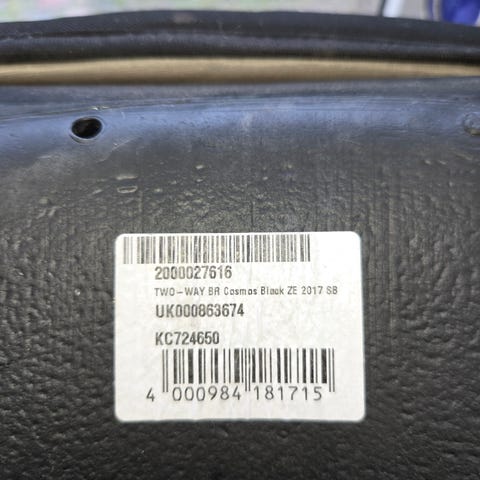 2000027616
TWO-WAY BR Cosmos Black ZE 2017 SB
UK000863674
KC724650
4 000984 181715